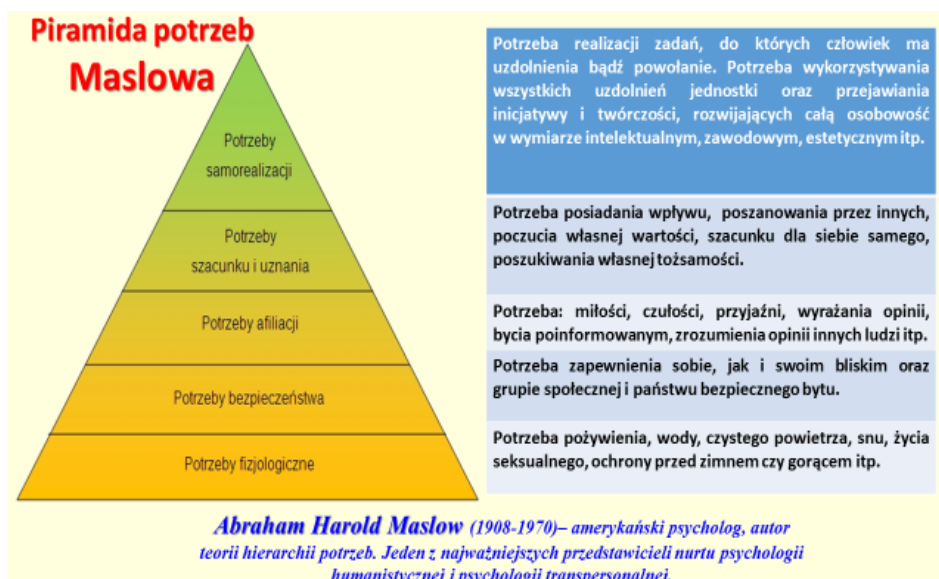 Piramida potrzeb
Maslowa
Potrzeby
samorealizacji
Potrzeby
szacunku i uznania
Potrzeby afiliacji
Potrzeby bezpieczeństwa
Potrzeby fizjologiczne
Potrzeba realizacji zadań, do których człowiek ma
uzdolnienia bądź powołanie. Potrzeba wykorzystywania
wszystkich uzdolnień jednostki oraz przejawiania
inicjatywy i twórczości, rozwijających całą osobowość
w wymiarze intelektualnym, zawodowym, estetycznym itp.
Potrzeba posiadania wpływu, poszanowania przez innych,
poczucia własnej wartości, szacunku dla siebie samego,
poszukiwania własnej tożsamości.
Potrzeba: miłości, czułości, przyjaźni, wyrażania opinii,
bycia poinformowanym, zrozumienia opinii innych ludzi itp.
Potrzeba zapewnienia sobie, jak i swoim bliskim oraz
grupie społecznej i państwu bezpiecznego bytu.
Potrzeba pożywienia, wody, czystego powietrza, snu, życia
seksualnego, ochrony przed zimnem czy gorącem itp.
Abraham Harold Maslow (1908-1970)– amerykański psycholog, autor
teorii hierarchii potrzeb. Jeden z najważniejszych przedstawicieli nurtu psychologii
humanistycznej i psychologii transpersonalnej.